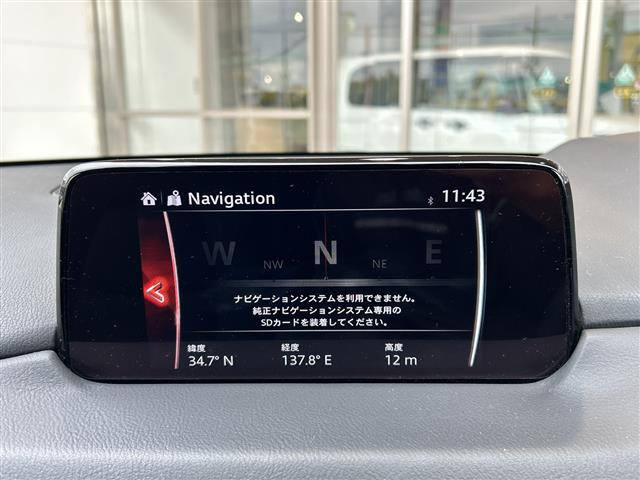 Navigation 11:43
W NW N NE E
ナビゲーションシステムを利用できません。
純正ナビゲーションシステム専用の
SDカードを装着してください。
緯度 経度 高度
34.7° N 137.8° E 12 m